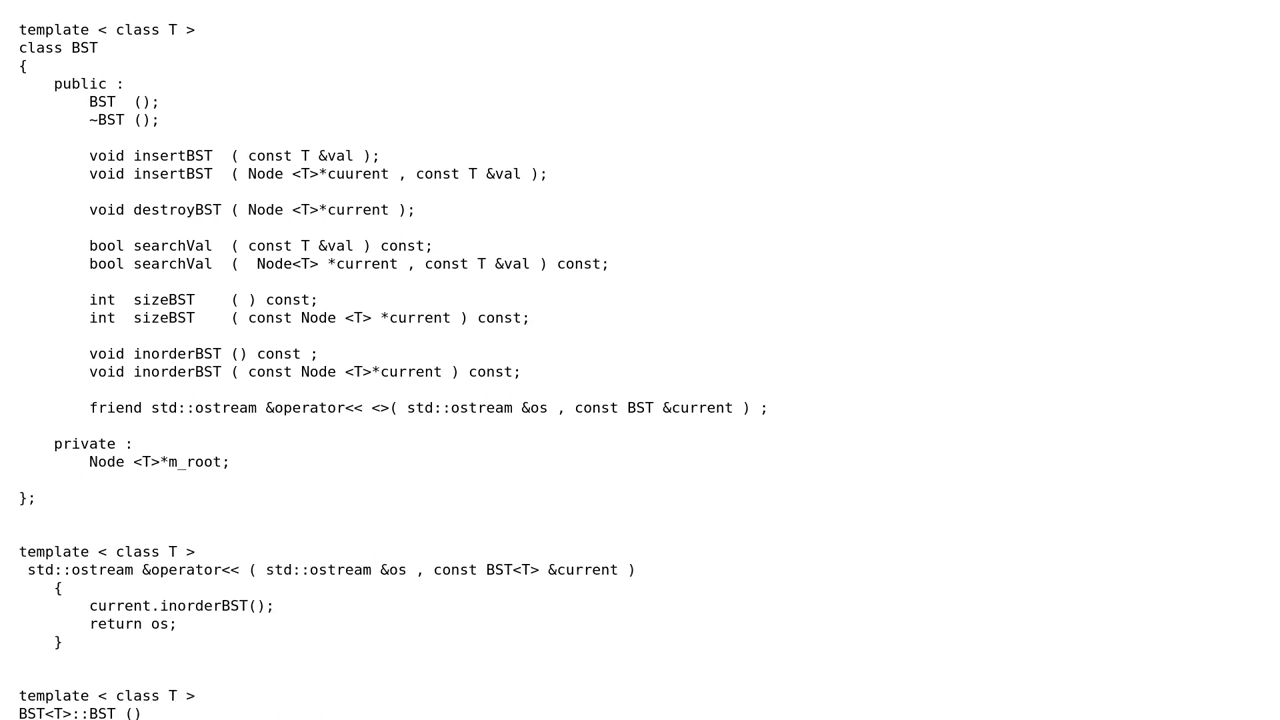 template < class T >
class BST
{
    public :
        BST  ();
        ~BST ();

        void insertBST  ( const T &val );
        void insertBST  ( Node <T>*cuurent , const T &val );

        void destroyBST ( Node <T>*current );

        bool searchVal  ( const T &val ) const;
        bool searchVal  (  Node<T> *current , const T &val ) const;

        int  sizeBST    ( ) const;
        int  sizeBST    ( const Node <T> *current ) const;

        void inorderBST () const ;
        void inorderBST ( const Node <T>*current ) const;

        friend std::ostream &operator<< <>( std::ostream &os , const BST &current ) ;

    private :
        Node <T>*m_root;

};


template < class T >
 std::ostream &operator<< ( std::ostream &os , const BST<T> &current )
    {
        current.inorderBST();
        return os;
    }


template < class T >
BST<T>::BST ()